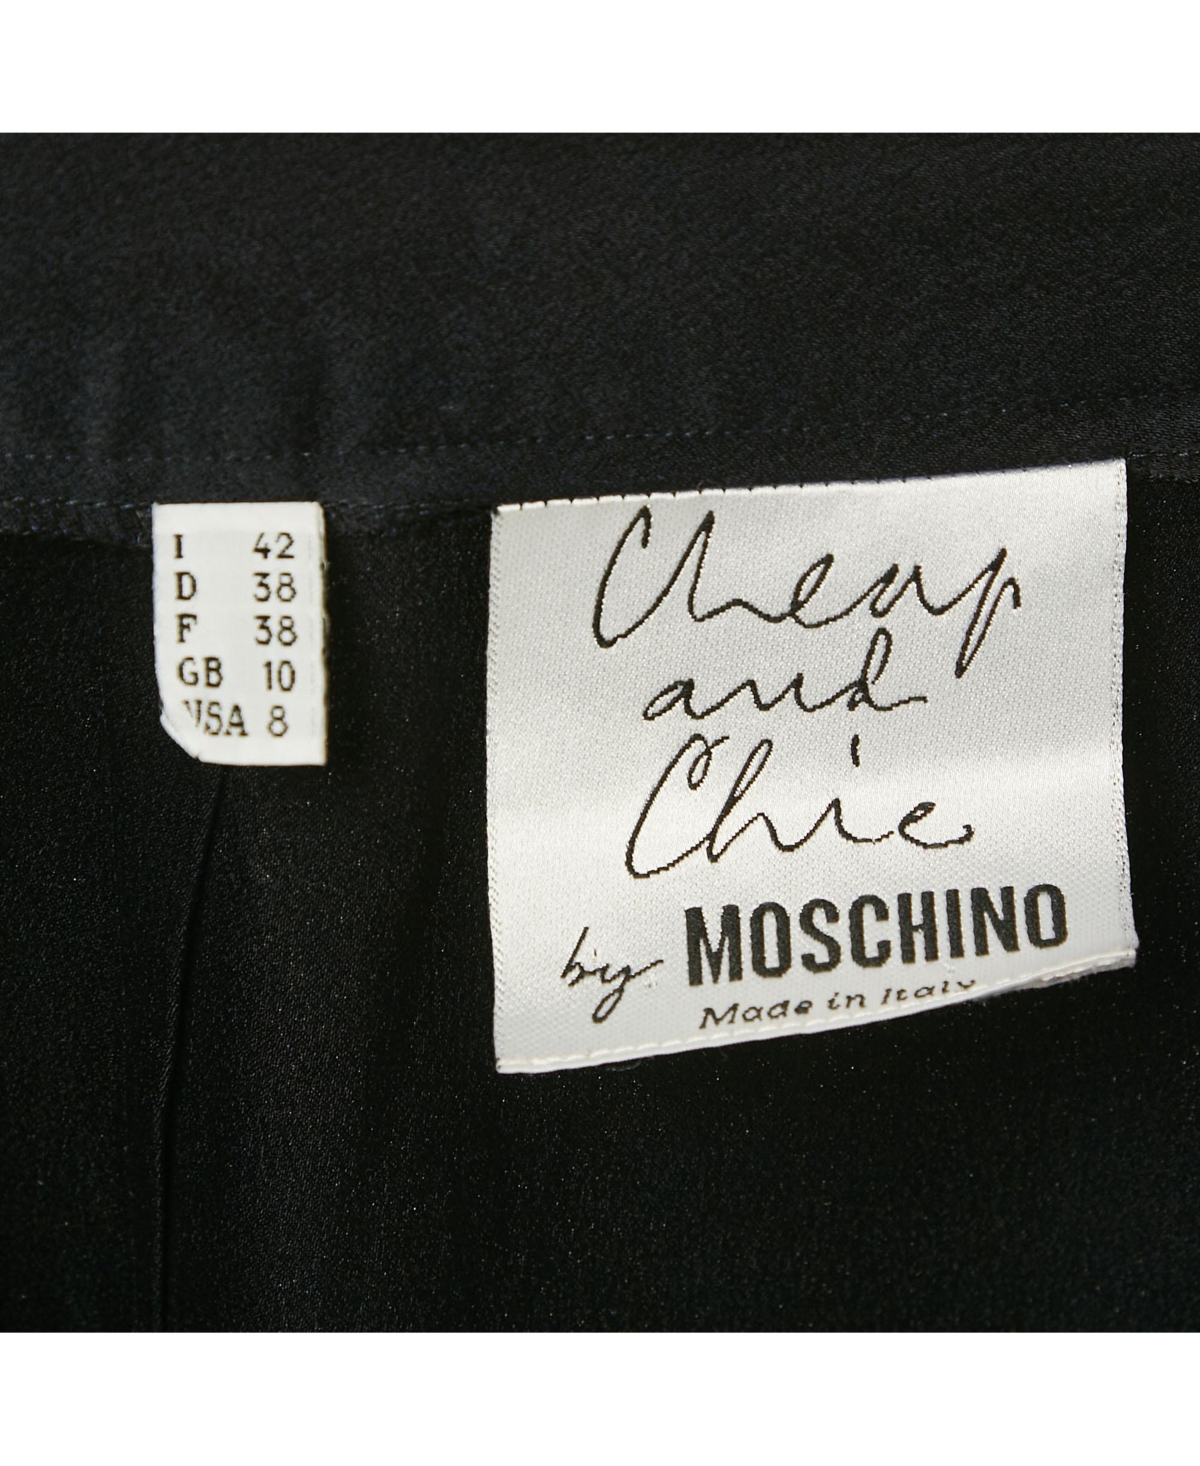 I 42
D 38
F 38
GB 10
USA 8
Cheap
and
Chic
by MOSCHINO
Made in Italy